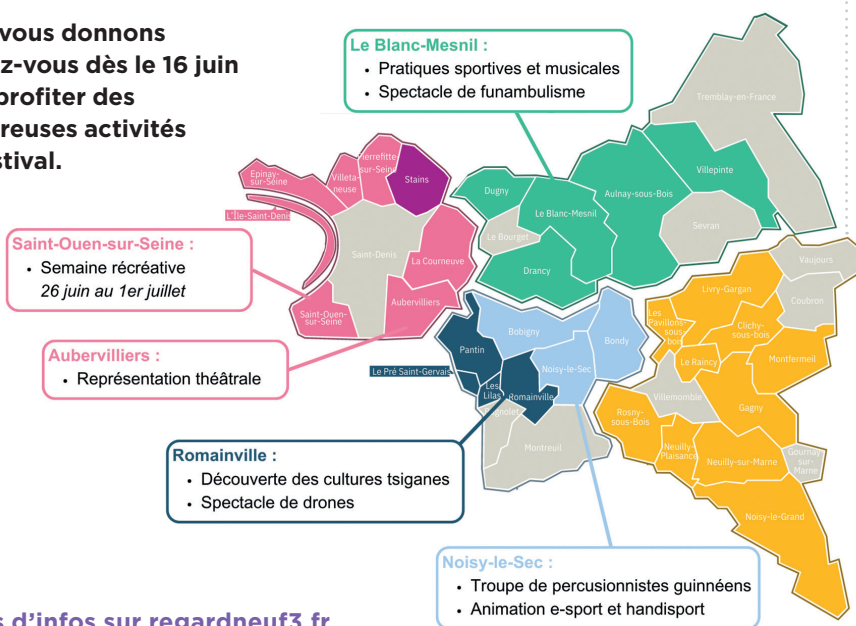 vous donnons
ez-vous dès le 16 juin
profiter des
reuses activités
stival.
Le Blanc-Mesnil :
• Pratiques sportives et musicales
• Spectacle de funambulisme
Tremblay-en-France
Epinay-
sur-Seine
Villeta-
neuse
ierrefitte
sur-Seine
Stains
L'Île-Saint-Denis
Saint-Denis
La Courneuve
Aubervilliers
Saint-Ouen-
sur-Seine
Dugny
Le Bourget
Le Blanc-Mesnil
Drancy
Aulnay-sous-Bois
Villepinte
Sevran
Saint-Ouen-sur-Seine :
• Semaine récréative
26 juin au 1er juillet
Aubervilliers :
• Représentation théâtrale
Vaujours
Livry-Gargan
Coubron
Les
Pavillons-
sous-
bois
Clichy-
sous-bois
Montfermeil
Le Raincy
Villemomble
Gagny
Rosny-
sous-Bois
Neuilly-
Plaisance
Neuilly-sur-Marne
Gournay-
sur-
Marne
Noisy-le-Grand
Pantin
Bobigny
Bondy
Noisy-le-Sec
Le Pré Saint-Gervais
Les
Lilas
Romainville
Bagnolet
Montreuil
Romainville :
• Découverte des cultures tsiganes
• Spectacle de drones
Noisy-le-Sec :
• Troupe de percusionnistes guinnéens
• Animation e-sport et handisport
s d'infos sur regardneuf3.fr